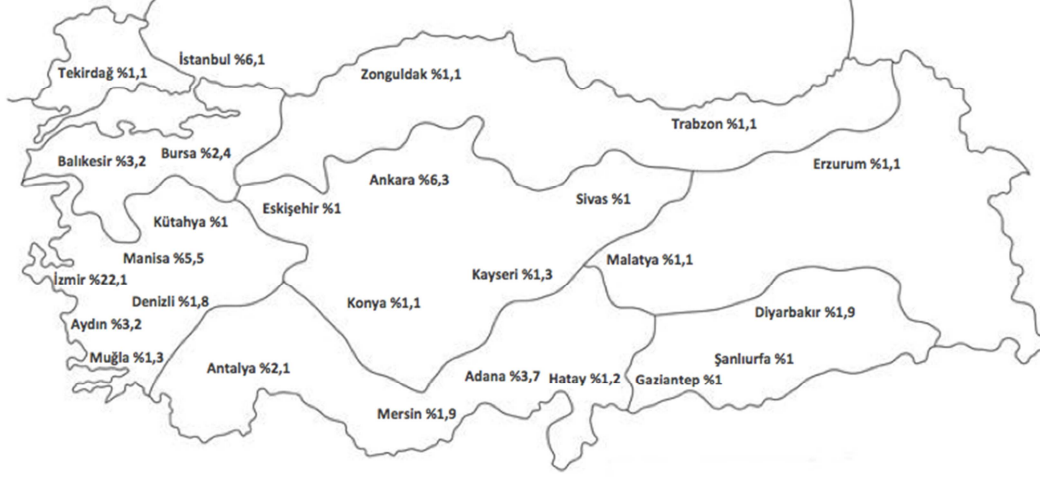 İstanbul %6,1
Tekirdağ %1,1
Zonguldak %1,1
Trabzon %1,1
Bursa %2,4
Balıkesir %3,2
Erzurum %1,1
Ankara %6,3
Sivas %1
Eskişehir %1
Kütahya %1
Manisa %5,5
Malatya %1,1
Kayseri %1,3
İzmir %22,1
Denizli %1,8
Konya %1,1
Diyarbakır %1,9
Aydın %3,2
Muğla %1,3
Şanlıurfa %1
Antalya %2,1
Adana %3,7
Hatay %1,2
Gaziantep %1
Mersin %1,9